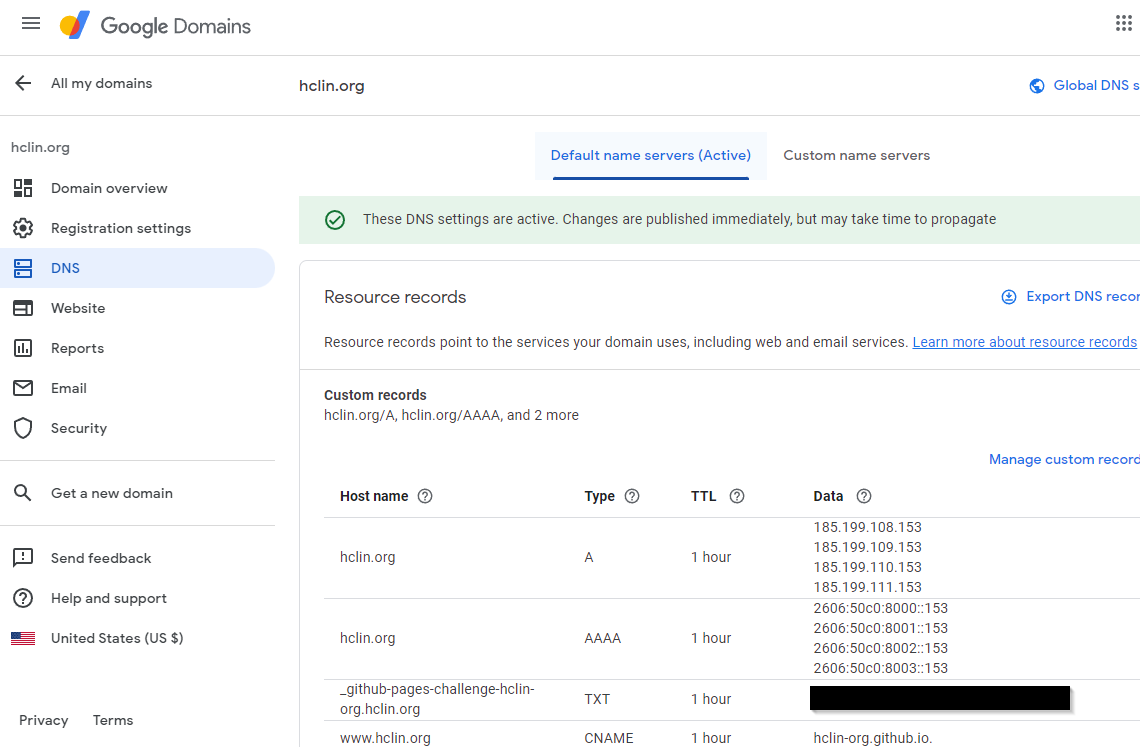 Google Domains
All my domains
hclin.org
Global DNS s
hclin.org
Domain overview
Registration settings
DNS
Website
Reports
Email
Security
Get a new domain
Send feedback
Help and support
United States (US $)
Privacy Terms
Default name servers (Active) Custom name servers
These DNS settings are active. Changes are published immediately, but may take time to propagate
Resource records
Export DNS recor
Resource records point to the services your domain uses, including web and email services. Learn more about resource records
Custom records
hclin.org/A, hclin.org/AAAA, and 2 more
Manage custom record
Host name Type TTL Data
hclin.org A 1 hour 185.199.108.153
185.199.109.153
185.199.110.153
185.199.111.153
hclin.org AAAA 1 hour 2606:50c0:8000::153
2606:50c0:8001::153
2606:50c0:8002::153
2606:50c0:8003::153
_github-pages-challenge-hclin-
org.hclin.org TXT 1 hour
www.hclin.org CNAME 1 hour hclin-org.github.io.